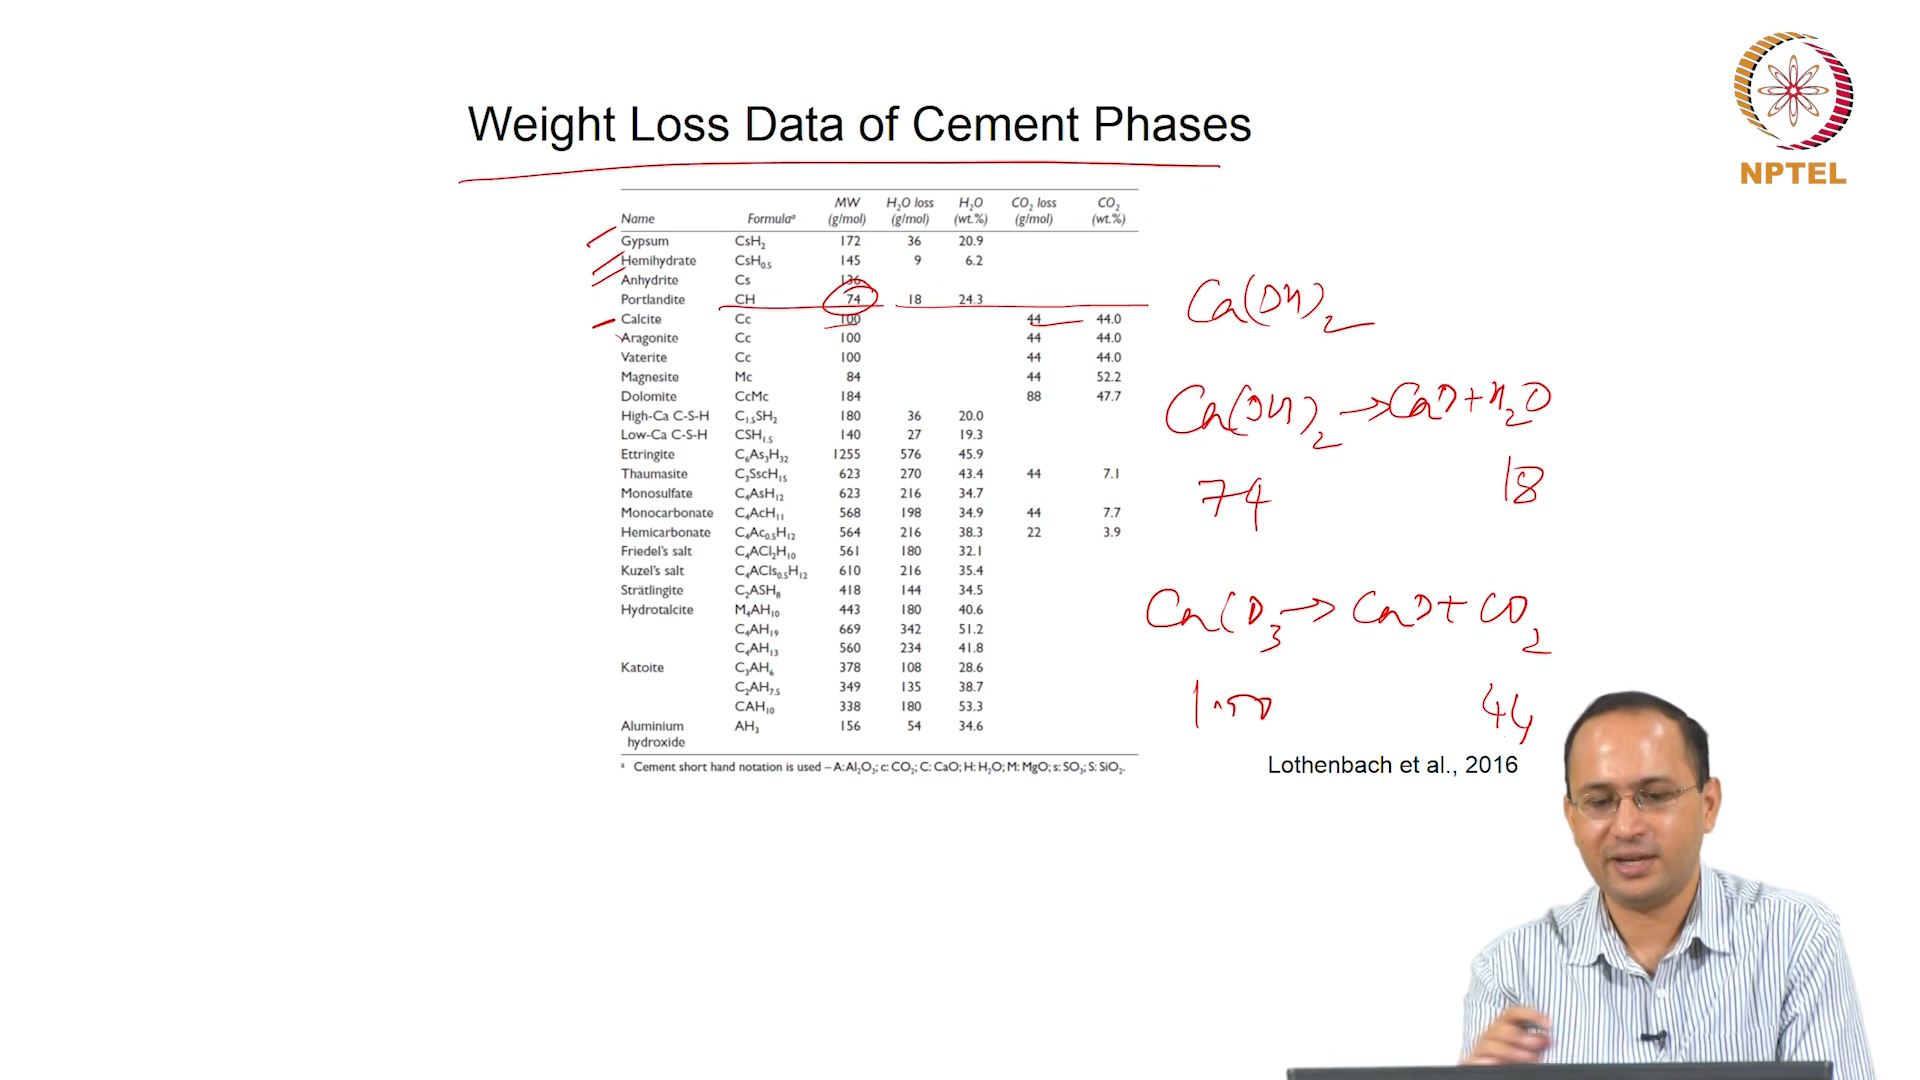 NPTEL
Weight Loss Data of Cement Phases
Name Formulaᵃ MW (g/mol) H₂O loss (g/mol) H₂O (wt.%) CO₂ loss (g/mol) CO₂ (wt.%)
Gypsum CsH₂ 172 36 20.9
Hemihydrate CsH₀.₅ 145 9 6.2
Anhydrite Cs 136
Portlandite CH 74 18 24.3
Calcite Cc 100 44 44.0
Aragonite Cc 100 44 44.0
Vaterite Cc 100 44 44.0
Magnesite Mc 84 44 52.2
Dolomite CcMc 184 88 47.7
High-Ca C-S-H C₁.₅SH₂ 180 36 20.0
Low-Ca C-S-H CSH₁.₅ 140 27 19.3
Ettringite C₆As₃H₃₂ 1255 576 45.9
Thaumasite C₃SscH₁₅ 623 270 43.4 44 7.1
Monosulfate C₄AsH₁₂ 623 216 34.7
Monocarbonate C₄AcH₁₁ 568 198 34.9 44 7.7
Hemicarbonate C₄Ac₀.₅H₁₂ 564 216 38.3 22 3.9
Friedel's salt C₄ACl₂H₁₀ 561 180 32.1
Kuzel's salt C₄ACls₀.₅H₁₂ 610 216 35.4
Strätlingite C₂ASH₈ 418 144 34.5
Hydrotalcite M₄AH₁₀ 443 180 40.6
C₄AH₁₉ 669 342 51.2
C₄AH₁₃ 560 234 41.8
Katoite C₃AH₆ 378 108 28.6
C₂AH₇.₅ 349 135 38.7
CAH₁₀ 338 180 53.3
Aluminium hydroxide AH₃ 156 54 34.6
ᵃ Cement short hand notation is used – A: Al₂O₃; c: CO₂; C: CaO; H: H₂O; M: MgO; s: SO₃; S: SiO₂.
Ca(OH)₂
Ca(OH)₂ → CaO + H₂O
74 18
CaCO₃ → CaO + CO₂
100 44
Lothenbach et al., 2016